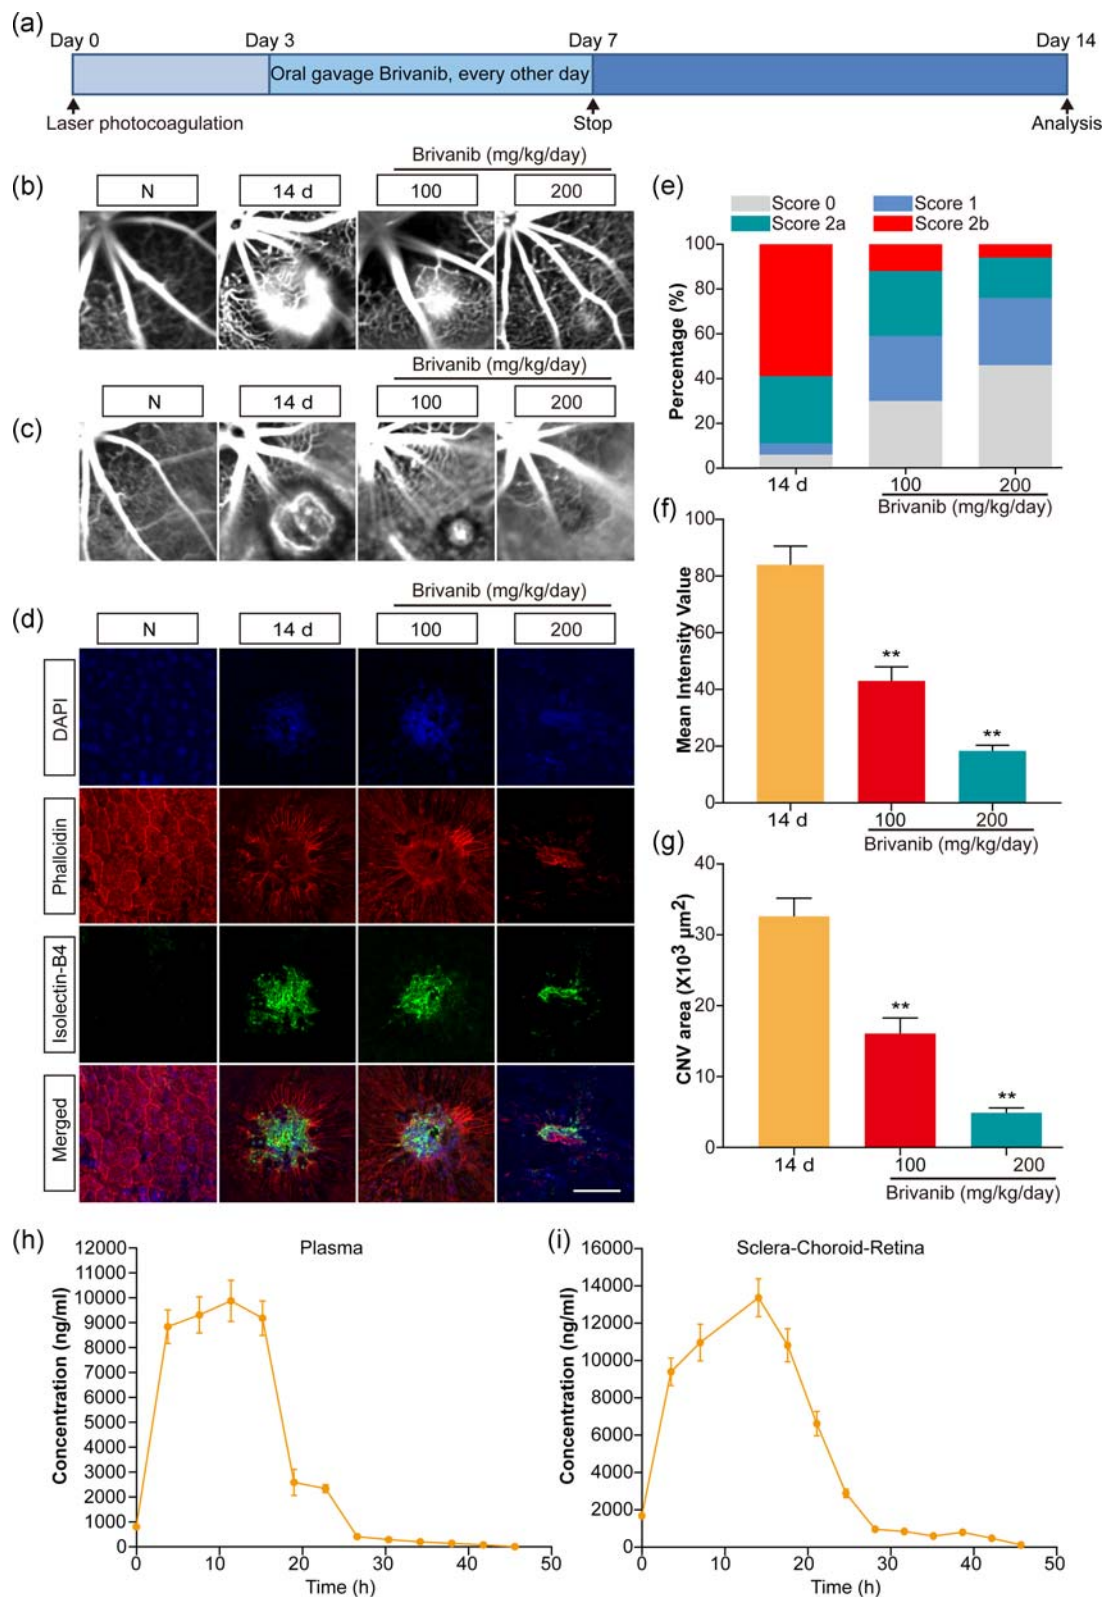 (a)
Day 0 Day 3 Day 7 Day 14
Oral gavage Brivanib, every other day
Laser photocoagulation Stop Analysis
(b)
Brivanib (mg/kg/day)
N 14 d 100 200
(c)
Brivanib (mg/kg/day)
N 14 d 100 200
(d)
Brivanib (mg/kg/day)
N 14 d 100 200
DAPI
Phalloidin
Isolectin-B4
Merged
(e)
Score 0 Score 1
Score 2a Score 2b
Percentage (%)
100
80
60
40
20
0
14 d 100 200
Brivanib (mg/kg/day)
(f)
Mean Intensity Value
100
80
60
40
20
0
**
**
14 d 100 200
Brivanib (mg/kg/day)
(g)
CNV area (X10³ μm²)
40
30
20
10
0
**
**
14 d 100 200
Brivanib (mg/kg/day)
(h)
Plasma
Concentration (ng/ml)
12000
11000
10000
9000
8000
7000
6000
5000
4000
3000
2000
1000
0
0 10 20 30 40 50
Time (h)
(i)
Sclera-Choroid-Retina
Concentration (ng/ml)
16000
14000
12000
10000
8000
6000
4000
2000
0
0 10 20 30 40 50
Time (h)